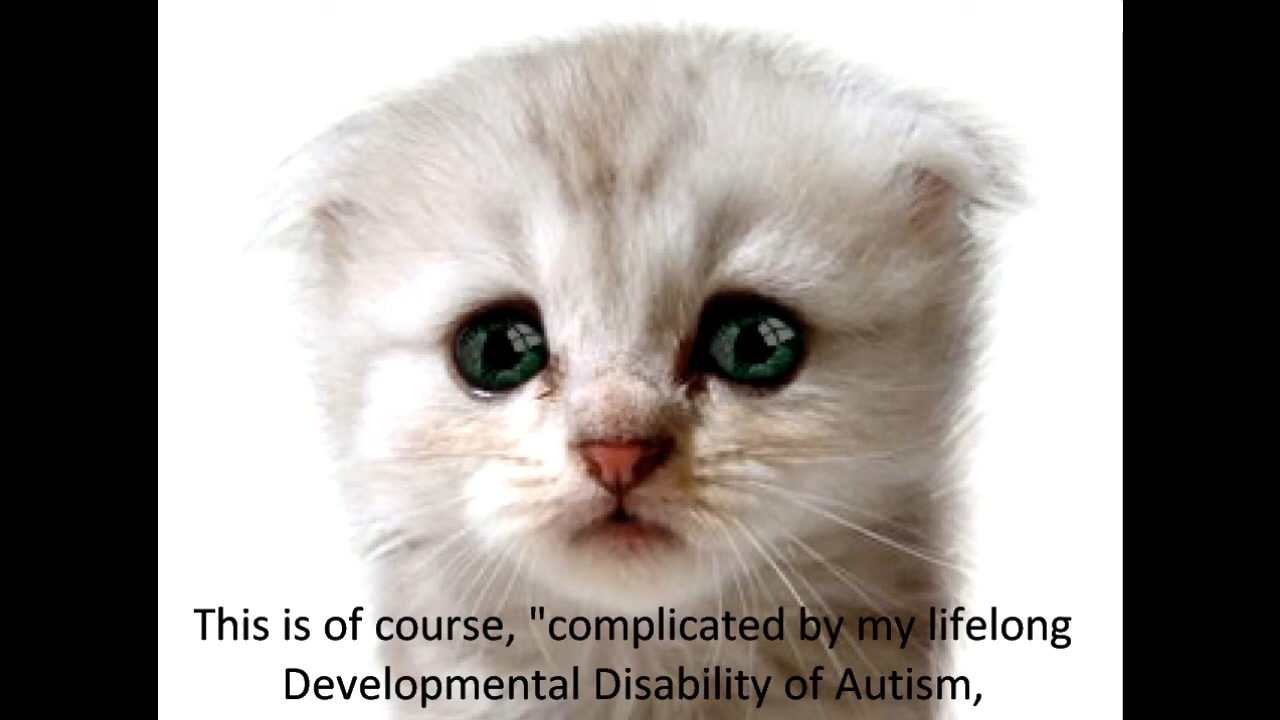 This is of course, "complicated by my lifelong
Developmental Disability of Autism,